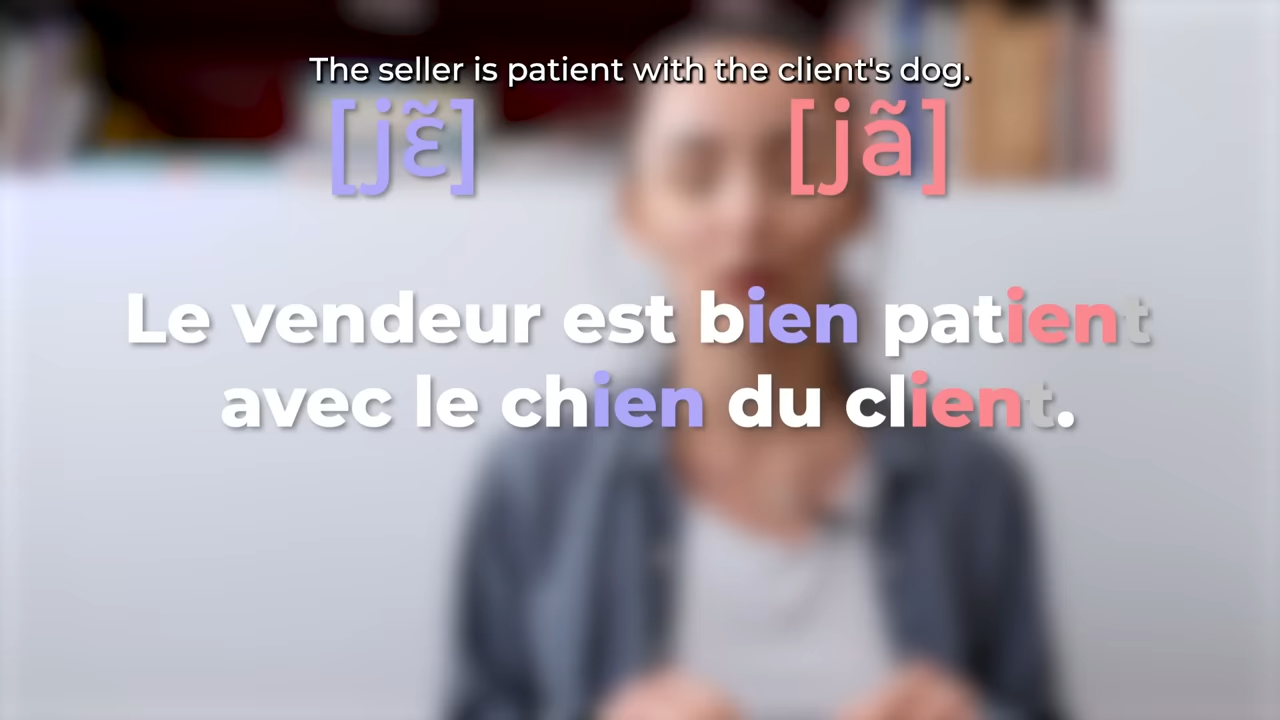 The seller is patient with the client's dog.
[jɛ̃] [jã]
Le vendeur est bien patient
avec le chien du client.